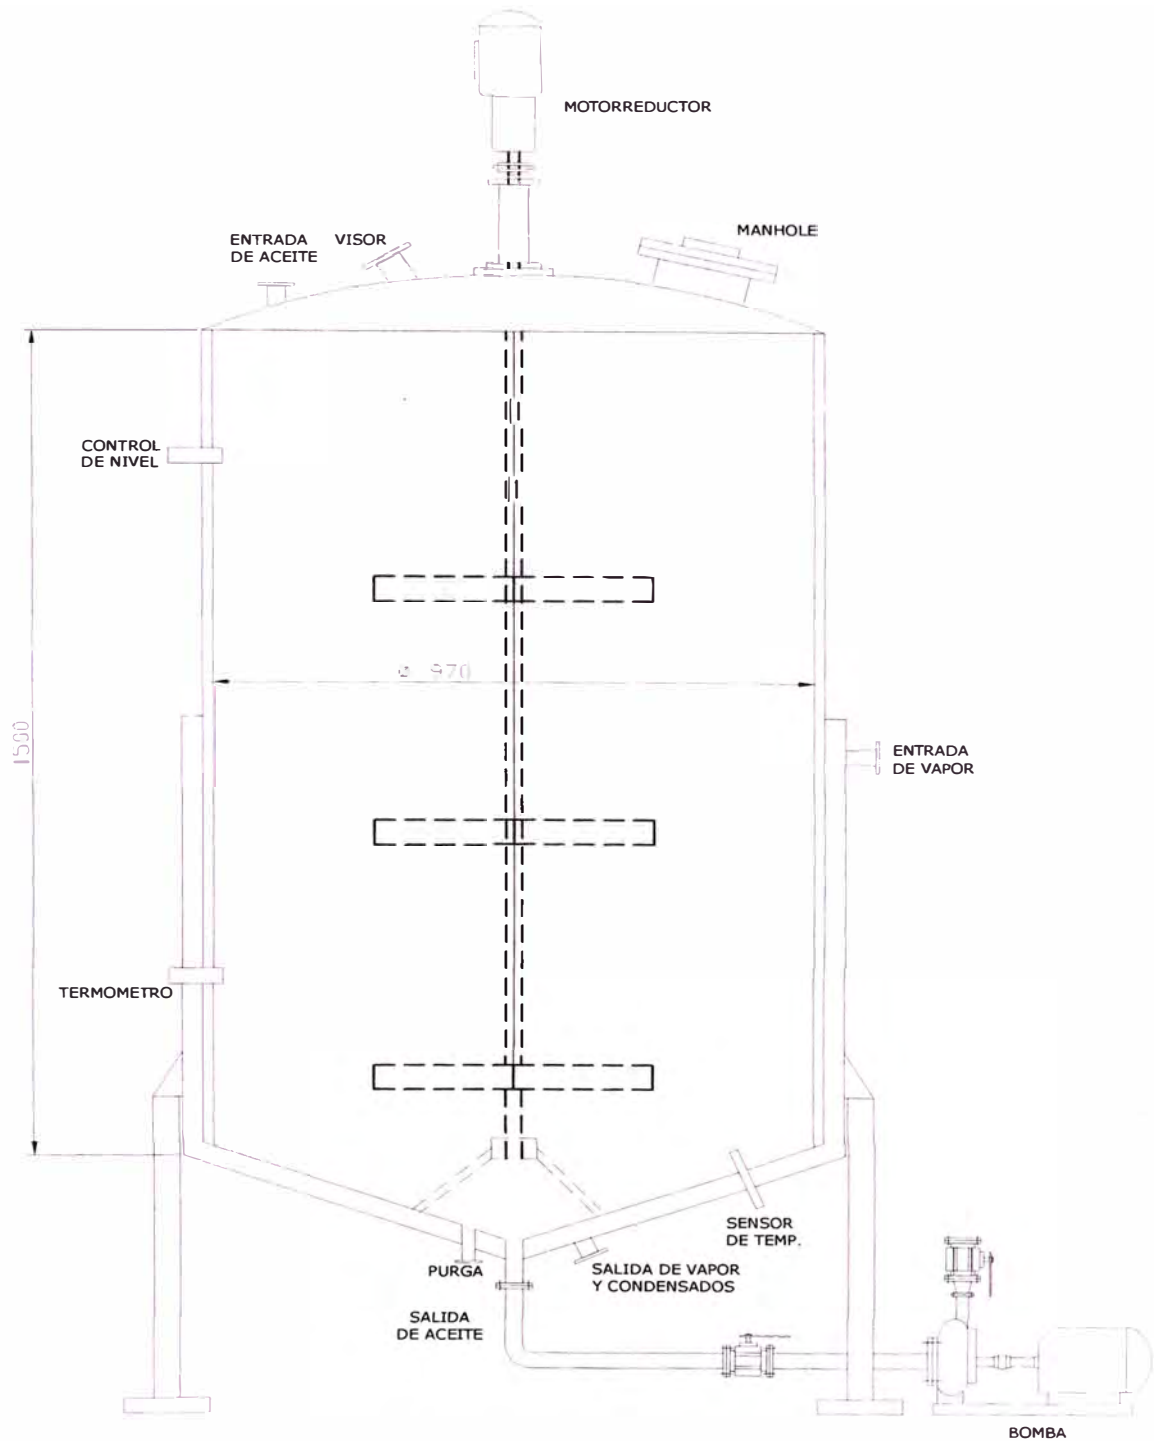 MOTORREDUCTOR
MANHOLE
ENTRADA
DE ACEITE
VISOR
CONTROL
DE NIVEL
ø 970
1500
ENTRADA
DE VAPOR
TERMOMETRO
SENSOR
DE TEMP.
PURGA
SALIDA DE VAPOR
Y CONDENSADOS
SALIDA
DE ACEITE
BOMBA